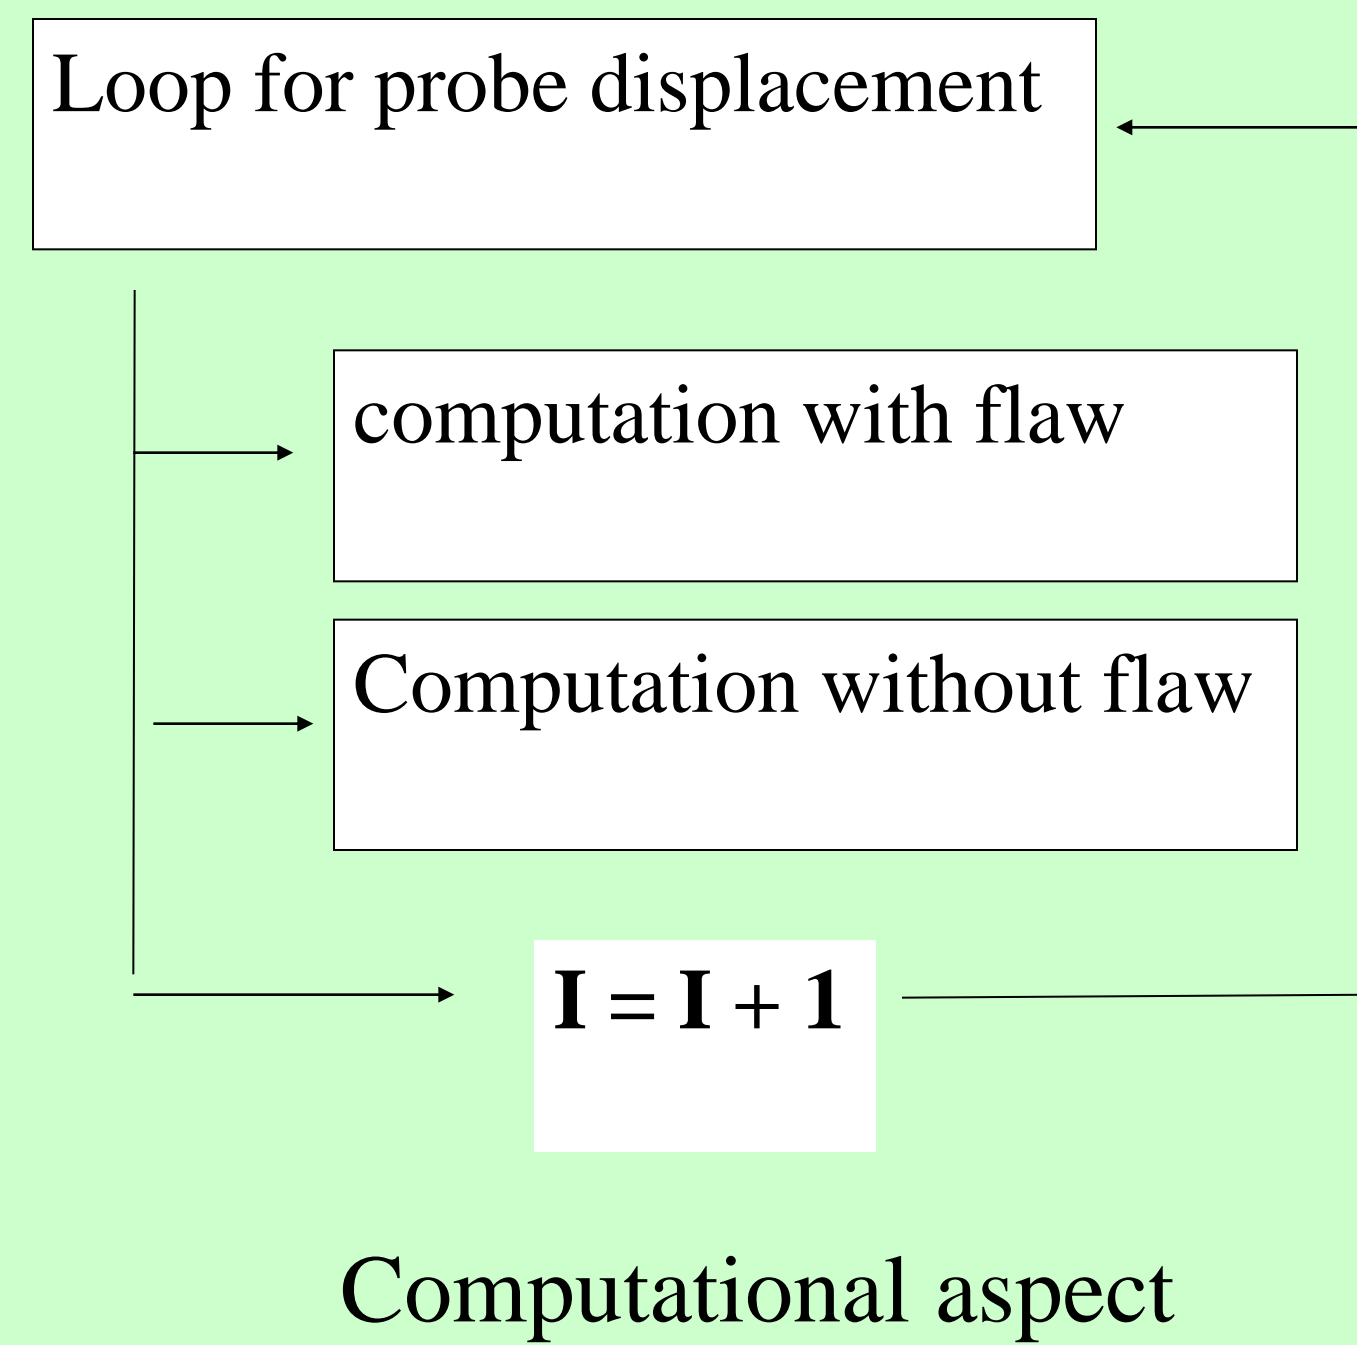 Loop for probe displacement
computation with flaw
Computation without flaw
I = I + 1
Computational aspect